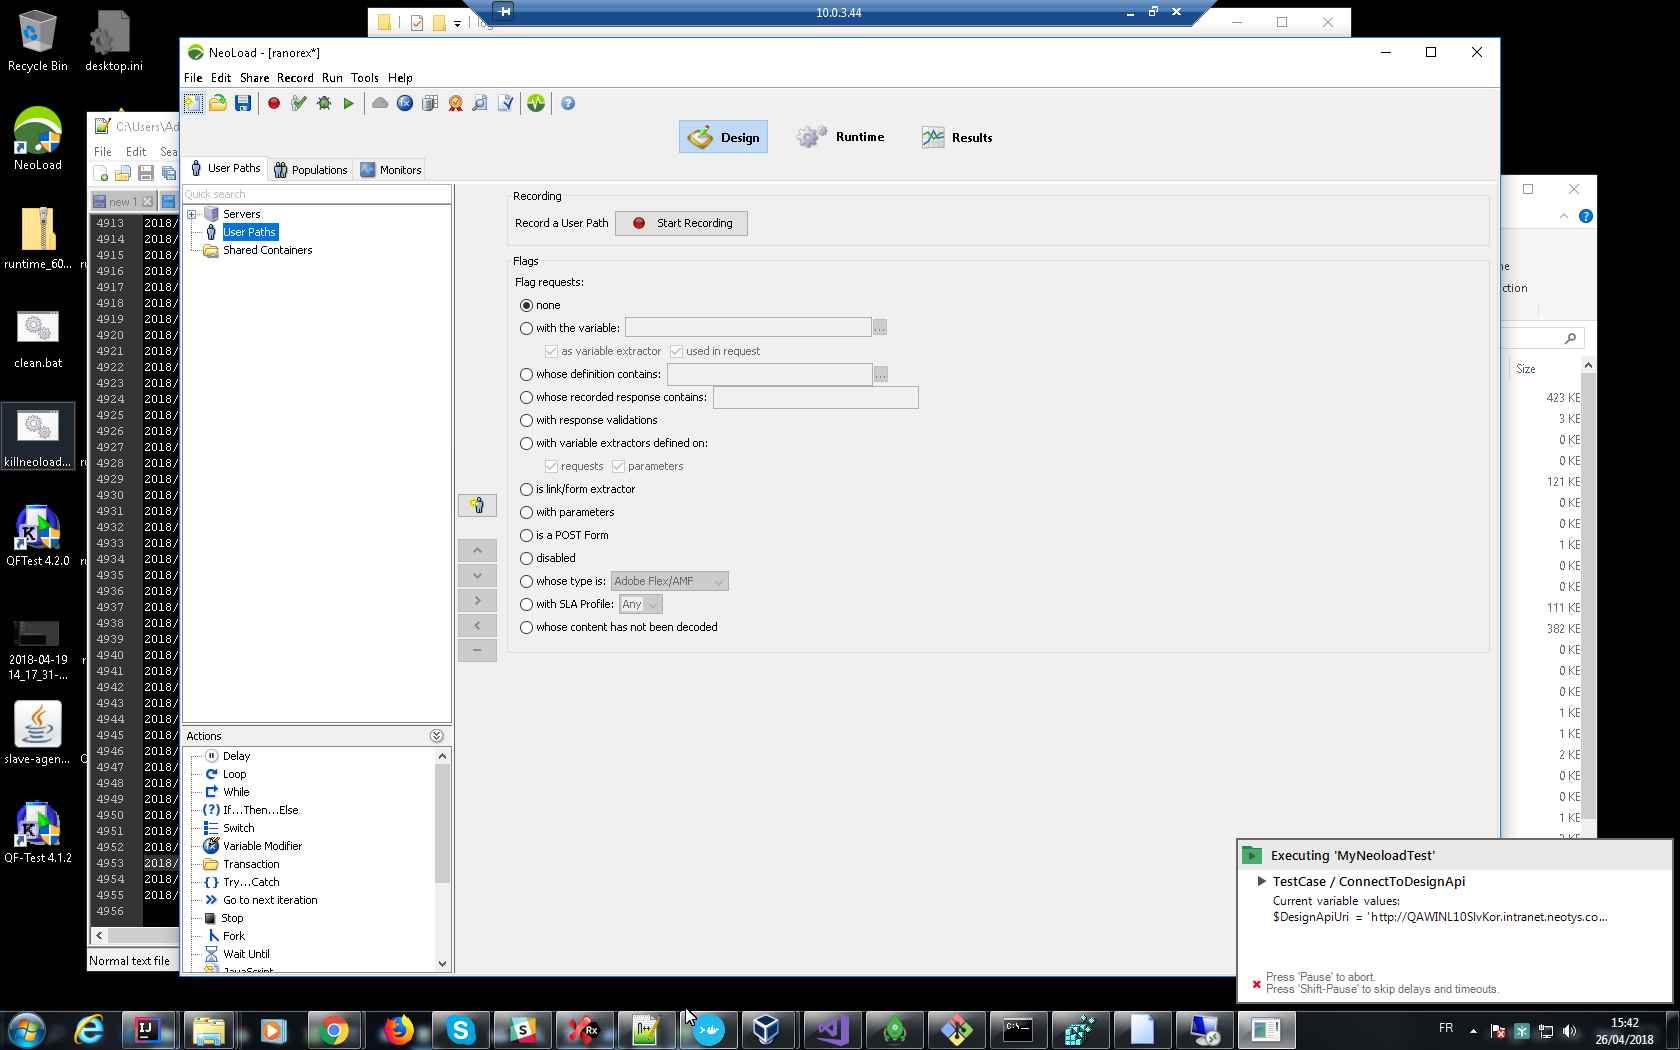 10.0.3.44
Recycle Bin
desktop.ini
NeoLoad
runtime_60...
clean.bat
killneoload...
QFTest 4.2.0
2018-04-19
14_17_31-...
slave-agen...
QF-Test 4.1.2
C:\Users\Ad
File Edit Sea
new 1
4913 2018/
4914 2018/
4915 2018/
4916 2018/
4917 2018/
4918 2018/
4919 2018/
4920 2018/
4921 2018/
4922 2018/
4923 2018/
4924 2018/
4925 2018/
4926 2018/
4927 2018/
4928 2018/
4929 2018/
4930 2018/
4931 2018/
4932 2018/
4933 2018/
4934 2018/
4935 2018/
4936 2018/
4937 2018/
4938 2018/
4939 2018/
4940 2018/
4941 2018/
4942 2018/
4943 2018/
4944 2018/
4945 2018/
4946 2018/
4947 2018/
4948 2018/
4949 2018/
4950 2018/
4951 2018/
4952 2018/
4953 2018/
4954 2018/
4955 2018/
4956
Normal text file
NeoLoad - [ranorex*]
File Edit Share Record Run Tools Help
Design Runtime Results
User Paths Populations Monitors
Quick search
Servers
User Paths
Shared Containers
Actions
Delay
Loop
While
If...Then...Else
Switch
Variable Modifier
Transaction
Try...Catch
Go to next iteration
Stop
Fork
Wait Until
JavaScript
Recording
Record a User Path Start Recording
Flags
Flag requests:
none
with the variable: ...
as variable extractor used in request
whose definition contains: ...
whose recorded response contains:
with response validations
with variable extractors defined on:
requests parameters
is link/form extractor
with parameters
is a POST Form
disabled
whose type is: Adobe Flex/AMF
with SLA Profile: Any
whose content has not been decoded
ne
ction
Size
423 KE
3 KE
0 KE
0 KE
121 KE
0 KE
0 KE
1 KE
0 KE
0 KE
111 KE
382 KE
0 KE
0 KE
0 KE
1 KE
1 KE
2 KE
0 KE
0 KE
1 KE
Executing 'MyNeoloadTest'
TestCase / ConnectToDesignApi
Current variable values:
$DesignApiUri = 'http://QAWINL10SlvKor.intranet.neotys.co...
Press 'Pause' to abort.
Press 'Shift-Pause' to skip delays and timeouts.
FR
15:42
26/04/2018